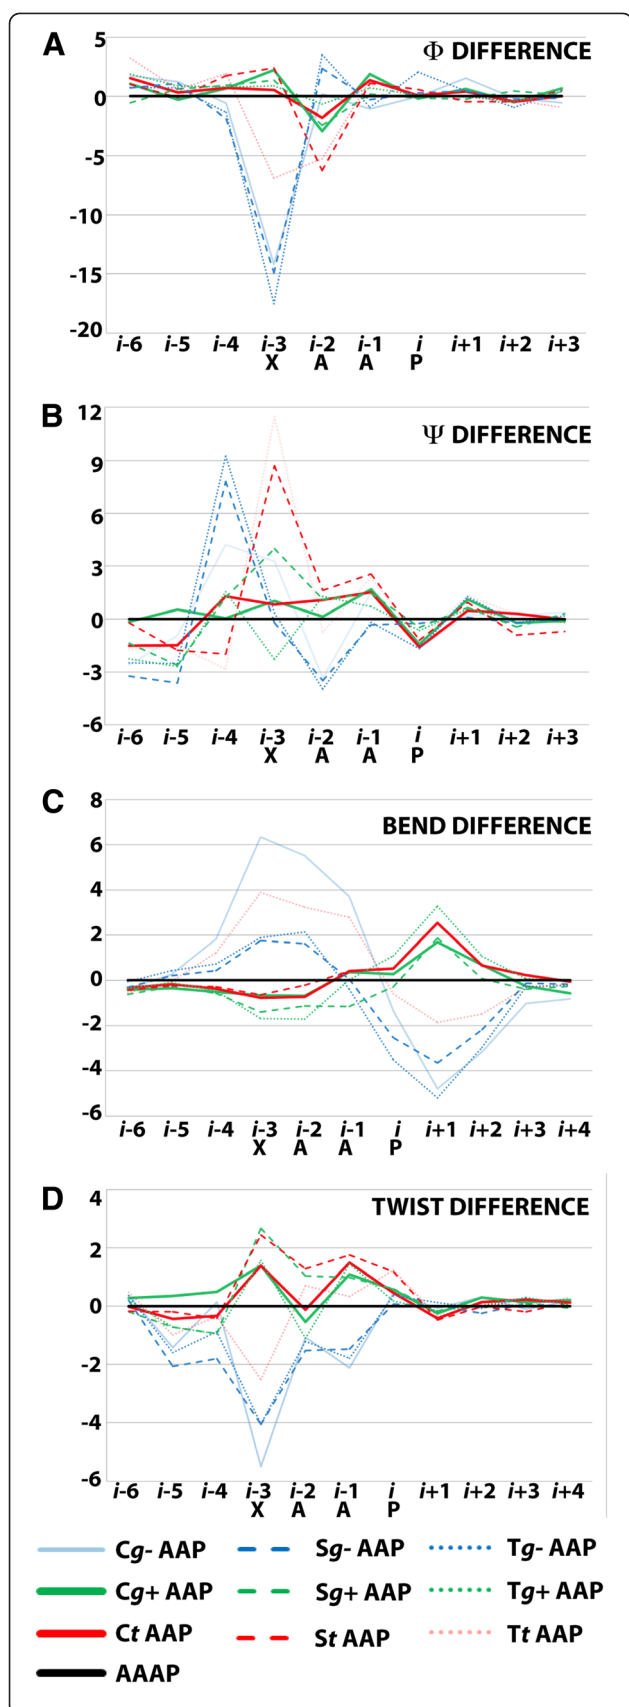 A
Φ DIFFERENCE
5
0
-5
-10
-15
-20
i-6 i-5 i-4 i-3 i-2 i-1 i i+1 i+2 i+3
X A A P
B
Ψ DIFFERENCE
12
9
6
3
0
-3
-6
i-6 i-5 i-4 i-3 i-2 i-1 i i+1 i+2 i+3
X A A P
C
BEND DIFFERENCE
8
6
4
2
0
-2
-4
-6
i-6 i-5 i-4 i-3 i-2 i-1 i i+1 i+2 i+3 i+4
X A A P
D
TWIST DIFFERENCE
4
2
0
-2
-4
-6
i-6 i-5 i-4 i-3 i-2 i-1 i i+1 i+2 i+3 i+4
X A A P
Cg- AAP Sg- AAP Tg- AAP
Cg+ AAP Sg+ AAP Tg+ AAP
Ct AAP St AAP Tt AAP
AAAP